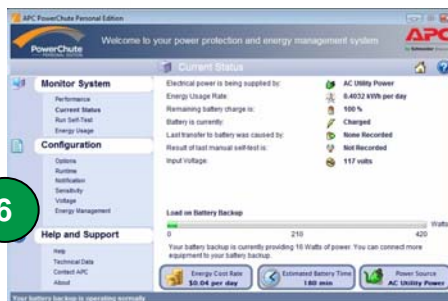 APC PowerChute Personal Edition
PowerChute
PERSONAL EDITION
Welcome to your power protection and energy management system
APC
by Schneider Electric
Current Status
Monitor System
Performance
Current Status
Run Self-Test
Energy Usage
Configuration
Options
Runtime
Notification
Sensitivity
Voltage
Energy Management
Help and Support
Help
Technical Data
Contact APC
About
Electrical power is being supplied by: AC Utility Power
Energy Usage Rate: 0.4032 kWh per day
Remaining battery charge is: 100 %
Battery is currently: Charged
Last transfer to battery was caused by: None Recorded
Result of last manual self-test is: Not Recorded
Input Voltage: 117 volts
Load on Battery Backup
Watts
0 210 420
Your battery backup is currently providing 16 Watts of power. You can connect more
equipment to your battery backup.
Energy Cost Rate
$0.04 per day
Estimated Battery Time
180 min
Power Source
AC Utility Power
Your battery backup is operating normally
6